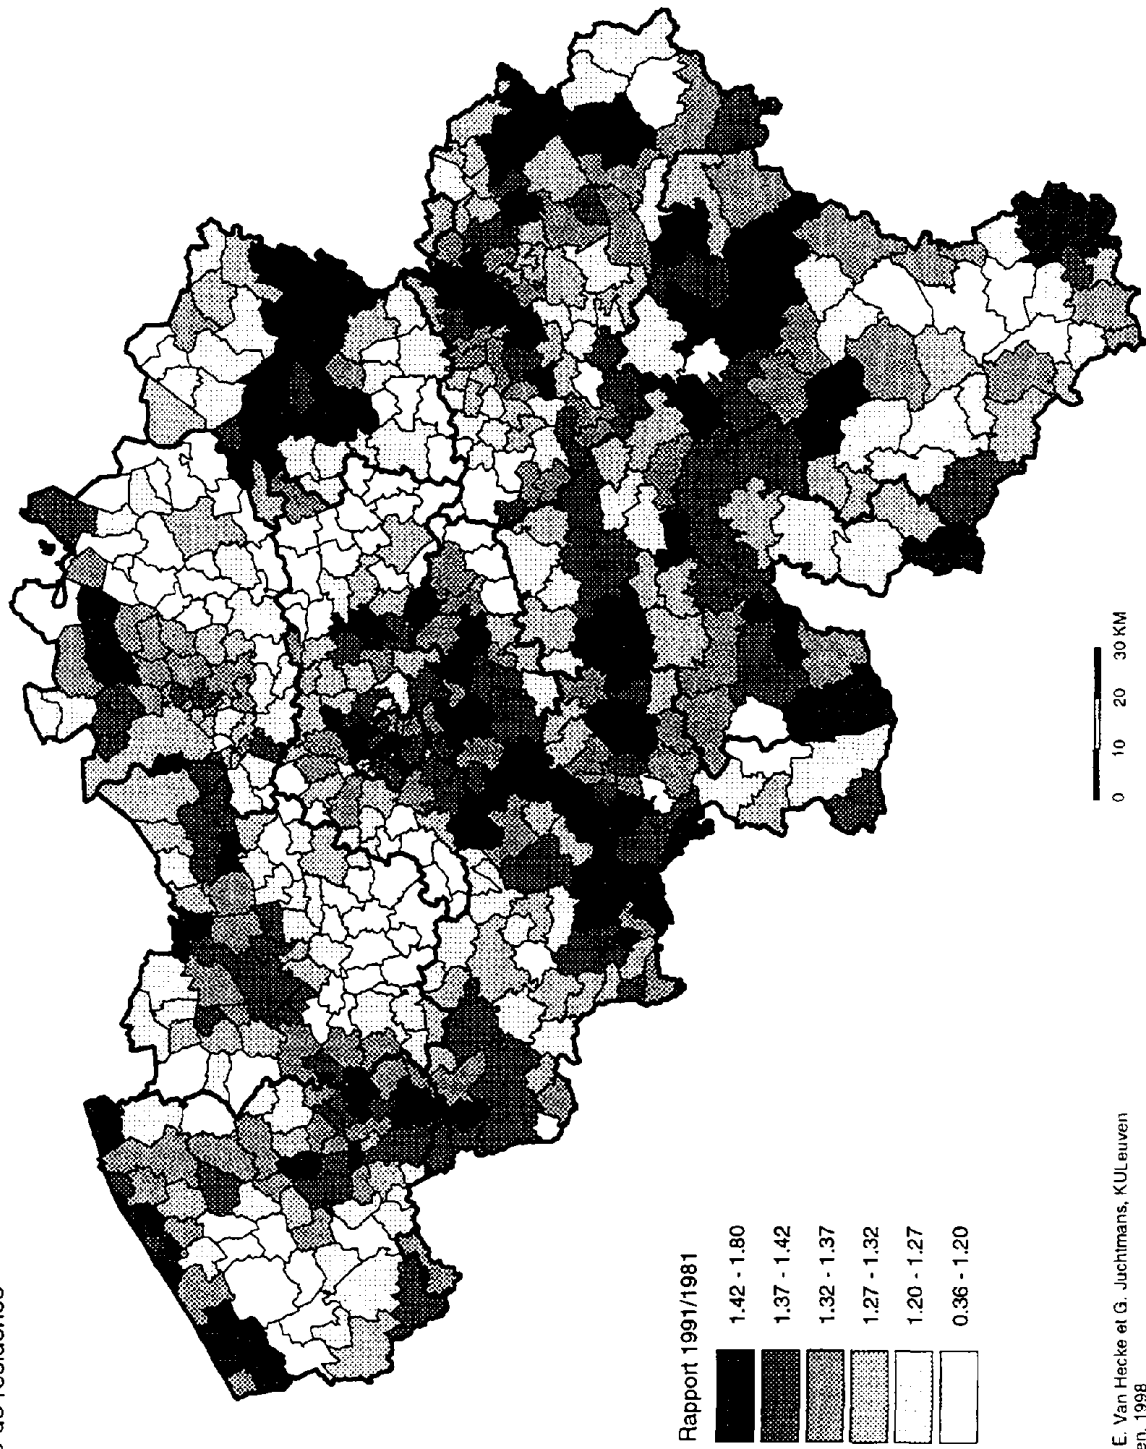 de résidence
Rapport 1991/1981
1.42 - 1.80
1.37 - 1.42
1.32 - 1.37
1.27 - 1.32
1.20 - 1.27
0.36 - 1.20
0 10 20 30 KM
E. Van Hecke et G. Juchtmans, KULeuven
1998